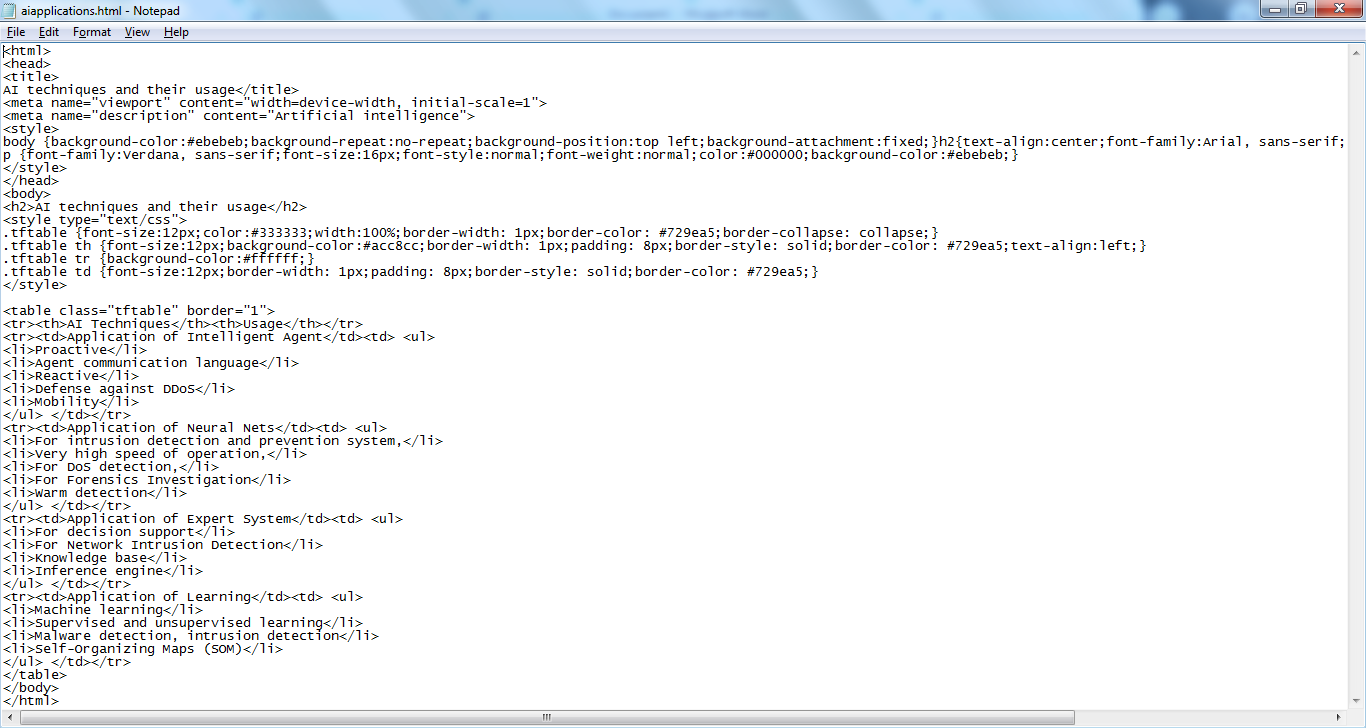 aiapplications.html - Notepad
File Edit Format View Help
<html>
<head>
<title>
AI techniques and their usage</title>
<meta name="viewport" content="width=device-width, initial-scale=1">
<meta name="description" content="Artificial intelligence">
<style>
body {background-color:#ebebeb;background-repeat:no-repeat;background-position:top left;background-attachment:fixed;}h2{text-align:center;font-family:Arial, sans-serif;
p {font-family:Verdana, sans-serif;font-size:16px;font-style:normal;font-weight:normal;color:#000000;background-color:#ebebeb;}
</style>
</head>
<body>
<h2>AI techniques and their usage</h2>
<style type="text/css">
.tftable {font-size:12px;color:#333333;width:100%;border-width: 1px;border-color: #729ea5;border-collapse: collapse;}
.tftable th {font-size:12px;background-color:#acc8cc;border-width: 1px;padding: 8px;border-style: solid;border-color: #729ea5;text-align:left;}
.tftable tr {background-color:#ffffff;}
.tftable td {font-size:12px;border-width: 1px;padding: 8px;border-style: solid;border-color: #729ea5;}
</style>
<table class="tftable" border="1">
<tr><th>AI Techniques</th><th>Usage</th></tr>
<tr><td>Application of Intelligent Agent</td><td> <ul>
<li>Proactive</li>
<li>Agent communication language</li>
<li>Reactive</li>
<li>Defense against DDoS</li>
<li>Mobility</li>
</ul> </td></tr>
<tr><td>Application of Neural Nets</td><td> <ul>
<li>For intrusion detection and prevention system,</li>
<li>Very high speed of operation,</li>
<li>For DoS detection,</li>
<li>For Forensics Investigation</li>
<li>Warm detection</li>
</ul> </td></tr>
<tr><td>Application of Expert System</td><td> <ul>
<li>For decision support</li>
<li>For Network Intrusion Detection</li>
<li>Knowledge base</li>
<li>Inference engine</li>
</ul> </td></tr>
<tr><td>Application of Learning</td><td> <ul>
<li>Machine learning</li>
<li>Supervised and unsupervised learning</li>
<li>Malware detection, intrusion detection</li>
<li>Self-Organizing Maps (SOM)</li>
</ul> </td></tr>
</table>
</body>
</html>